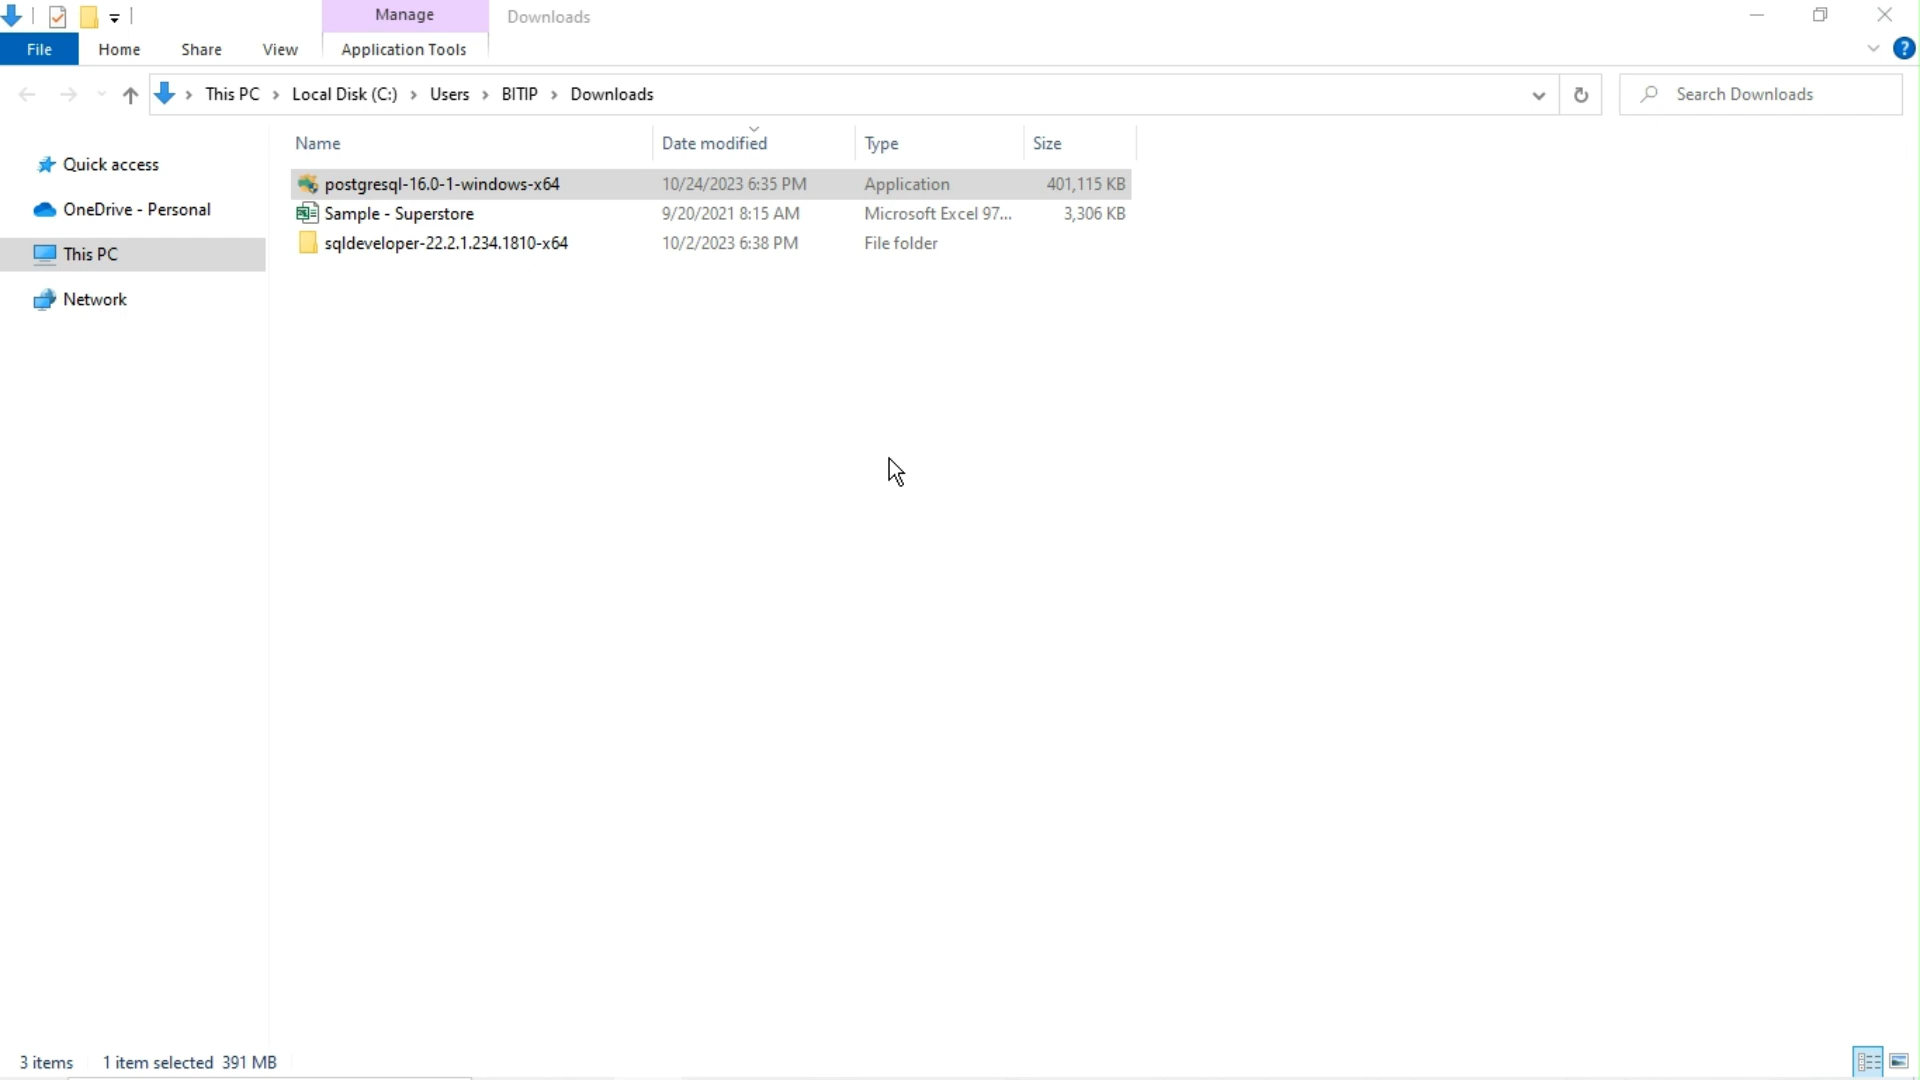 Manage
Downloads
File
Home
Share
View
Application Tools
?
This PC > Local Disk (C:) > Users > BITIP > Downloads
Search Downloads
Quick access
OneDrive - Personal
This PC
Network
Name Date modified Type Size
postgresql-16.0-1-windows-x64 10/24/2023 6:35 PM Application 401,115 KB
Sample - Superstore 9/20/2021 8:15 AM Microsoft Excel 97... 3,306 KB
sqldeveloper-22.2.1.234.1810-x64 10/2/2023 6:38 PM File folder
3 items 1 item selected 391 MB